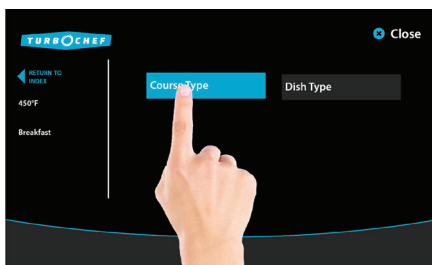 TURBOCHEF
Close
RETURN TO
INDEX
450°F
Breakfast
Course Type
Dish Type